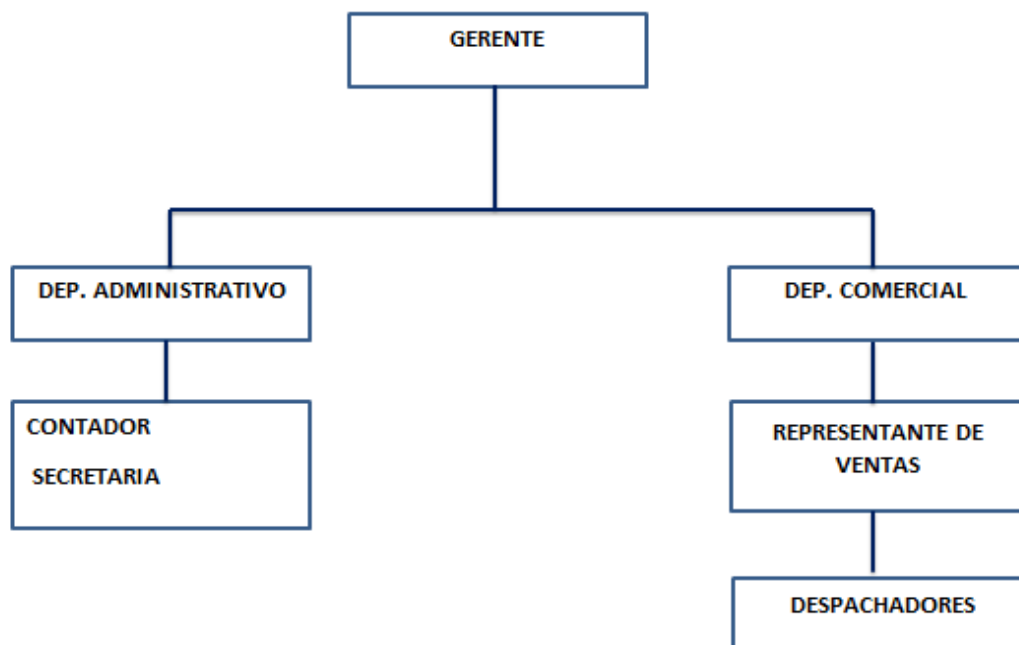 GERENTE
DEP. ADMINISTRATIVO
DEP. COMERCIAL
CONTADOR
SECRETARIA
REPRESENTANTE DE
VENTAS
DESPACHADORES